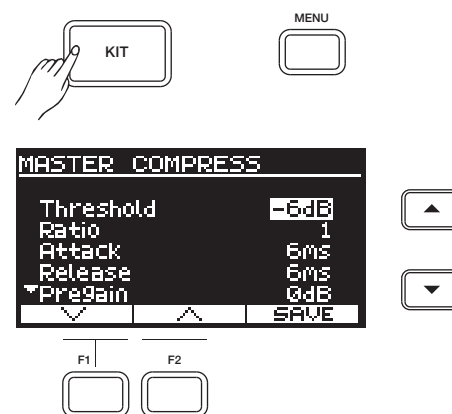 KIT
MENU
MASTER COMPRESS
Threshold -6dB
Ratio 1
Attack 6ms
Release 6ms
Pregain 0dB
SAVE
F1 F2